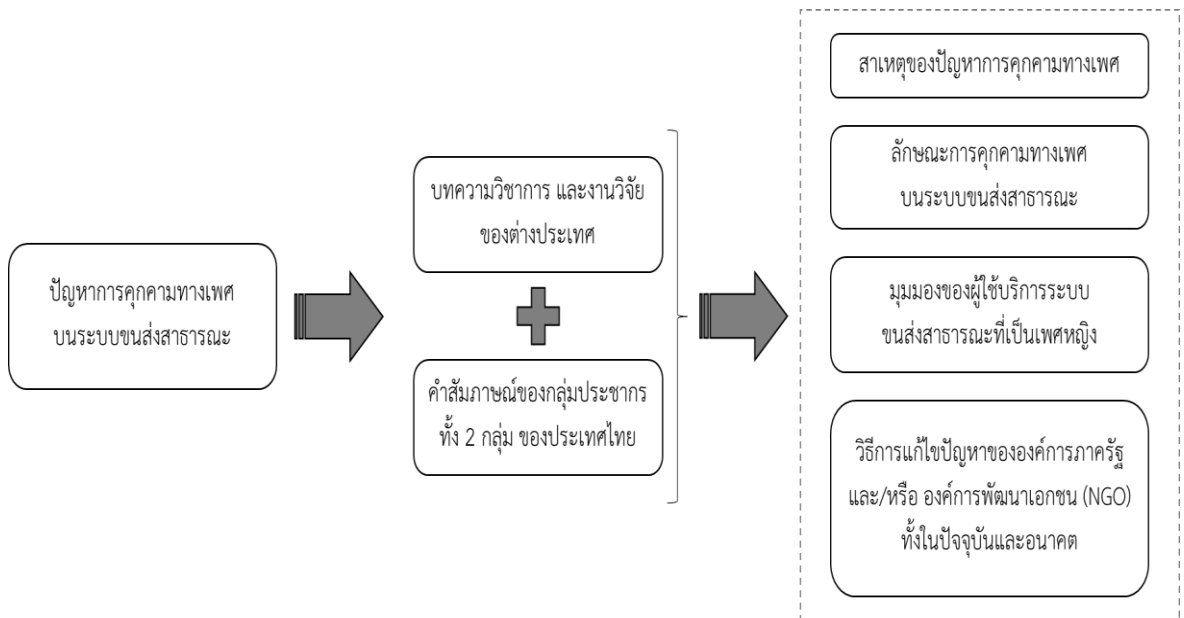 ปัญหาการคุกคามทางเพศ
บนระบบขนส่งสาธารณะ
บทความวิชาการ และงานวิจัย
ของต่างประเทศ
คำสัมภาษณ์ของกลุ่มประชากร
ทั้ง 2 กลุ่ม ของประเทศไทย
สาเหตุของปัญหาการคุกคามทางเพศ
ลักษณะการคุกคามทางเพศ
บนระบบขนส่งสาธารณะ
มุมมองของผู้ใช้บริการระบบ
ขนส่งสาธารณะที่เป็นเพศหญิง
วิธีการแก้ไขปัญหาขององค์การภาครัฐ
และ/หรือ องค์การพัฒนาเอกชน (NGO)
ทั้งในปัจจุบันและอนาคต